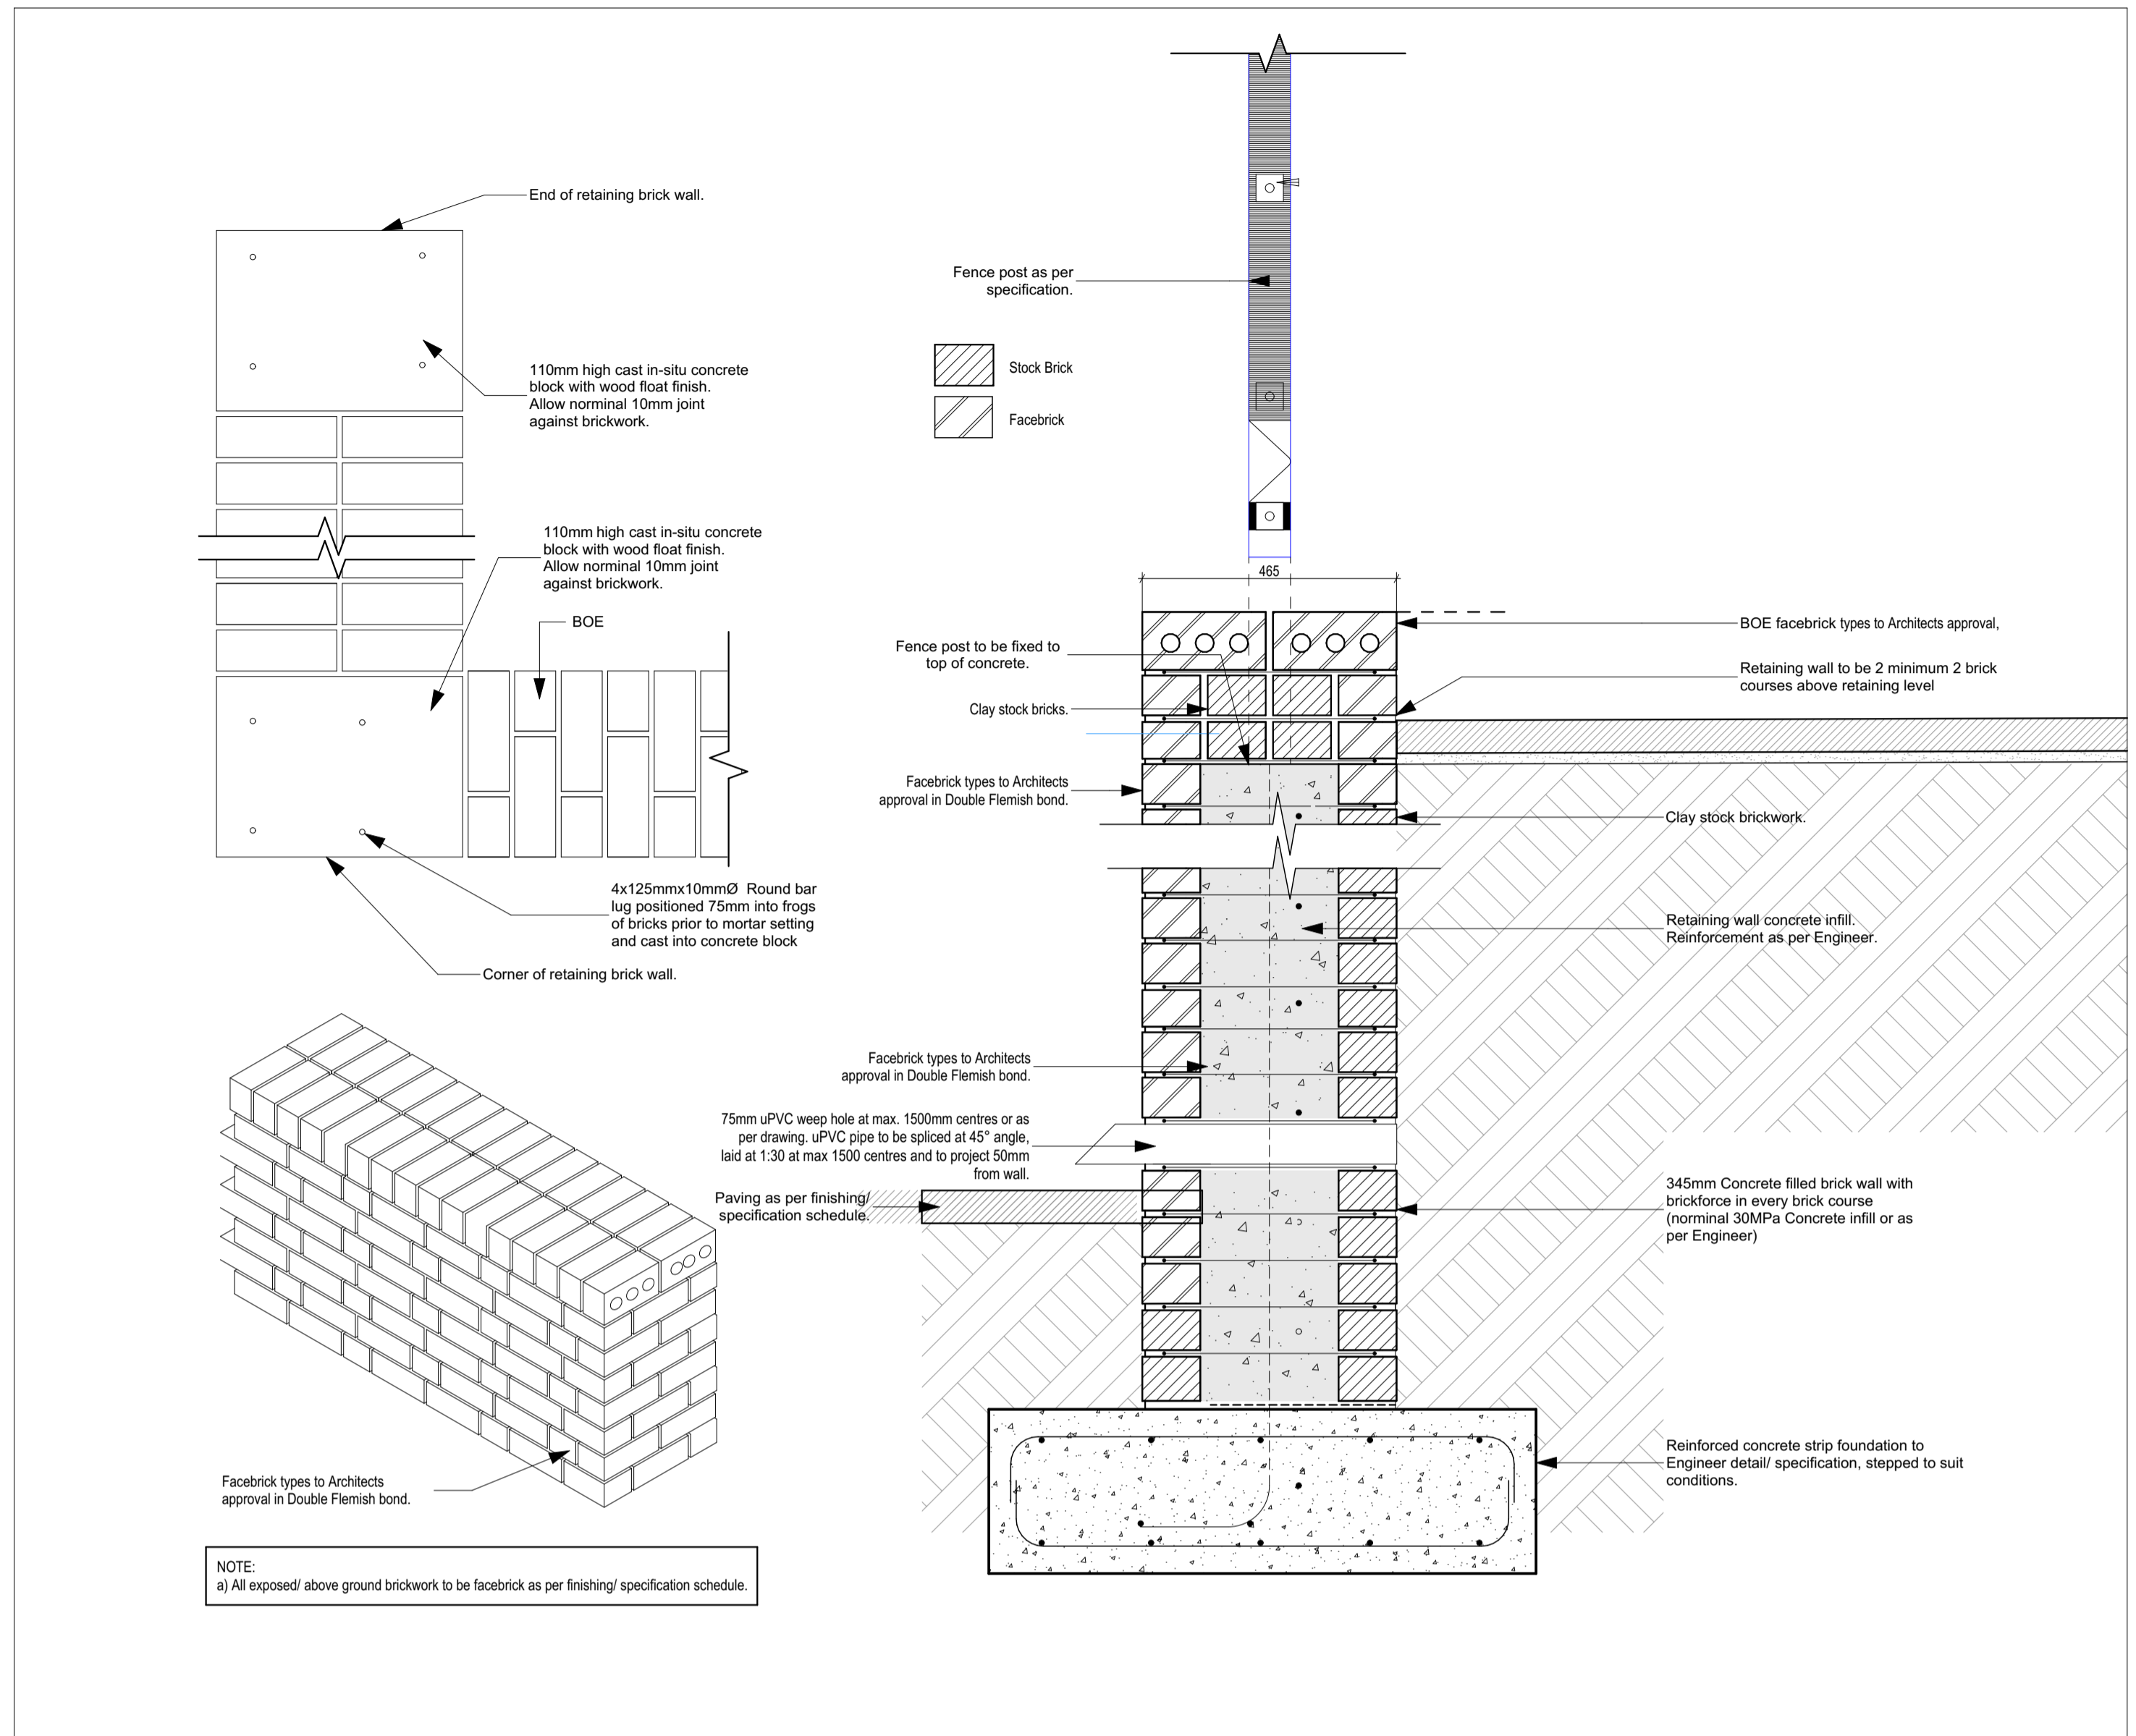 End of retaining brick wall.
110mm high cast in-situ concrete
block with wood float finish.
Allow norminal 10mm joint
against brickwork.
110mm high cast in-situ concrete
block with wood float finish.
Allow norminal 10mm joint
against brickwork.
BOE
4x125mmx10mmØ Round bar
lug positioned 75mm into frogs
of bricks prior to mortar setting
and cast into concrete block
Corner of retaining brick wall.
Facebrick types to Architects
approval in Double Flemish bond.
NOTE:
a) All exposed/ above ground brickwork to be facebrick as per finishing/ specification schedule.
Fence post as per
specification.
Stock Brick
Facebrick
465
Fence post to be fixed to
top of concrete.
Clay stock bricks.
Facebrick types to Architects
approval in Double Flemish bond.
Facebrick types to Architects
approval in Double Flemish bond.
75mm uPVC weep hole at max. 1500mm centres or as
per drawing. uPVC pipe to be spliced at 45° angle,
laid at 1:30 at max 1500 centres and to project 50mm
from wall.
Paving as per finishing/
specification schedule.
BOE facebrick types to Architects approval,
Retaining wall to be 2 minimum 2 brick
courses above retaining level
Clay stock brickwork.
Retaining wall concrete infill.
Reinforcement as per Engineer.
345mm Concrete filled brick wall with
brickforce in every brick course
(norminal 30MPa Concrete infill or as
per Engineer)
Reinforced concrete strip foundation to
Engineer detail/ specification, stepped to suit
conditions.